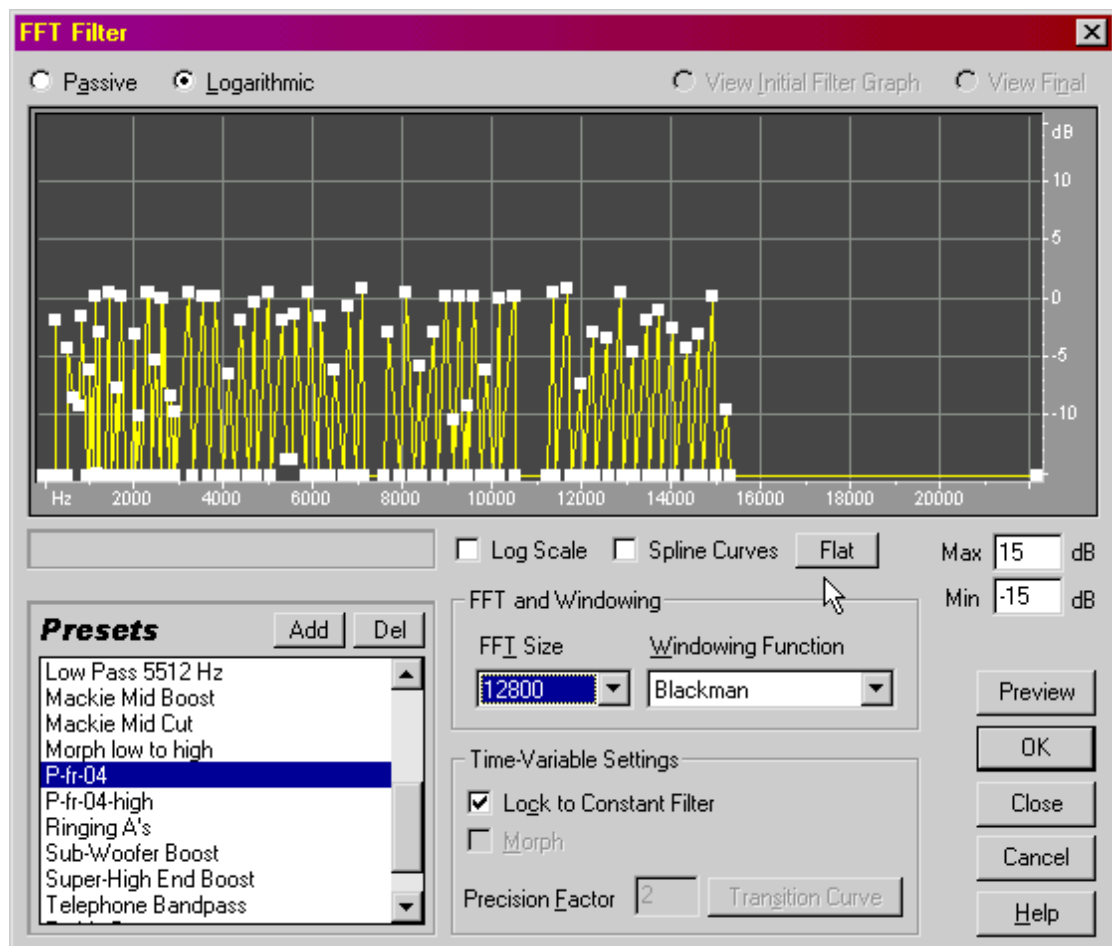 FFT Filter
Passive Logarithmic View Initial Filter Graph View Final
dB
10
5
0
-5
-10
Hz 2000 4000 6000 8000 10000 12000 14000 16000 18000 20000
Log Scale Spline Curves Flat Max 15 dB
Min -15 dB
Presets Add Del
Low Pass 5512 Hz
Mackie Mid Boost
Mackie Mid Cut
Morph low to high
P-fr-04
P-fr-04-high
Ringing A's
Sub-Woofer Boost
Super-High End Boost
Telephone Bandpass
FFT and Windowing
FFT Size Windowing Function
12800 Blackman
Time-Variable Settings
Lock to Constant Filter
Morph
Precision Factor 2 Transition Curve
Preview
OK
Close
Cancel
Help